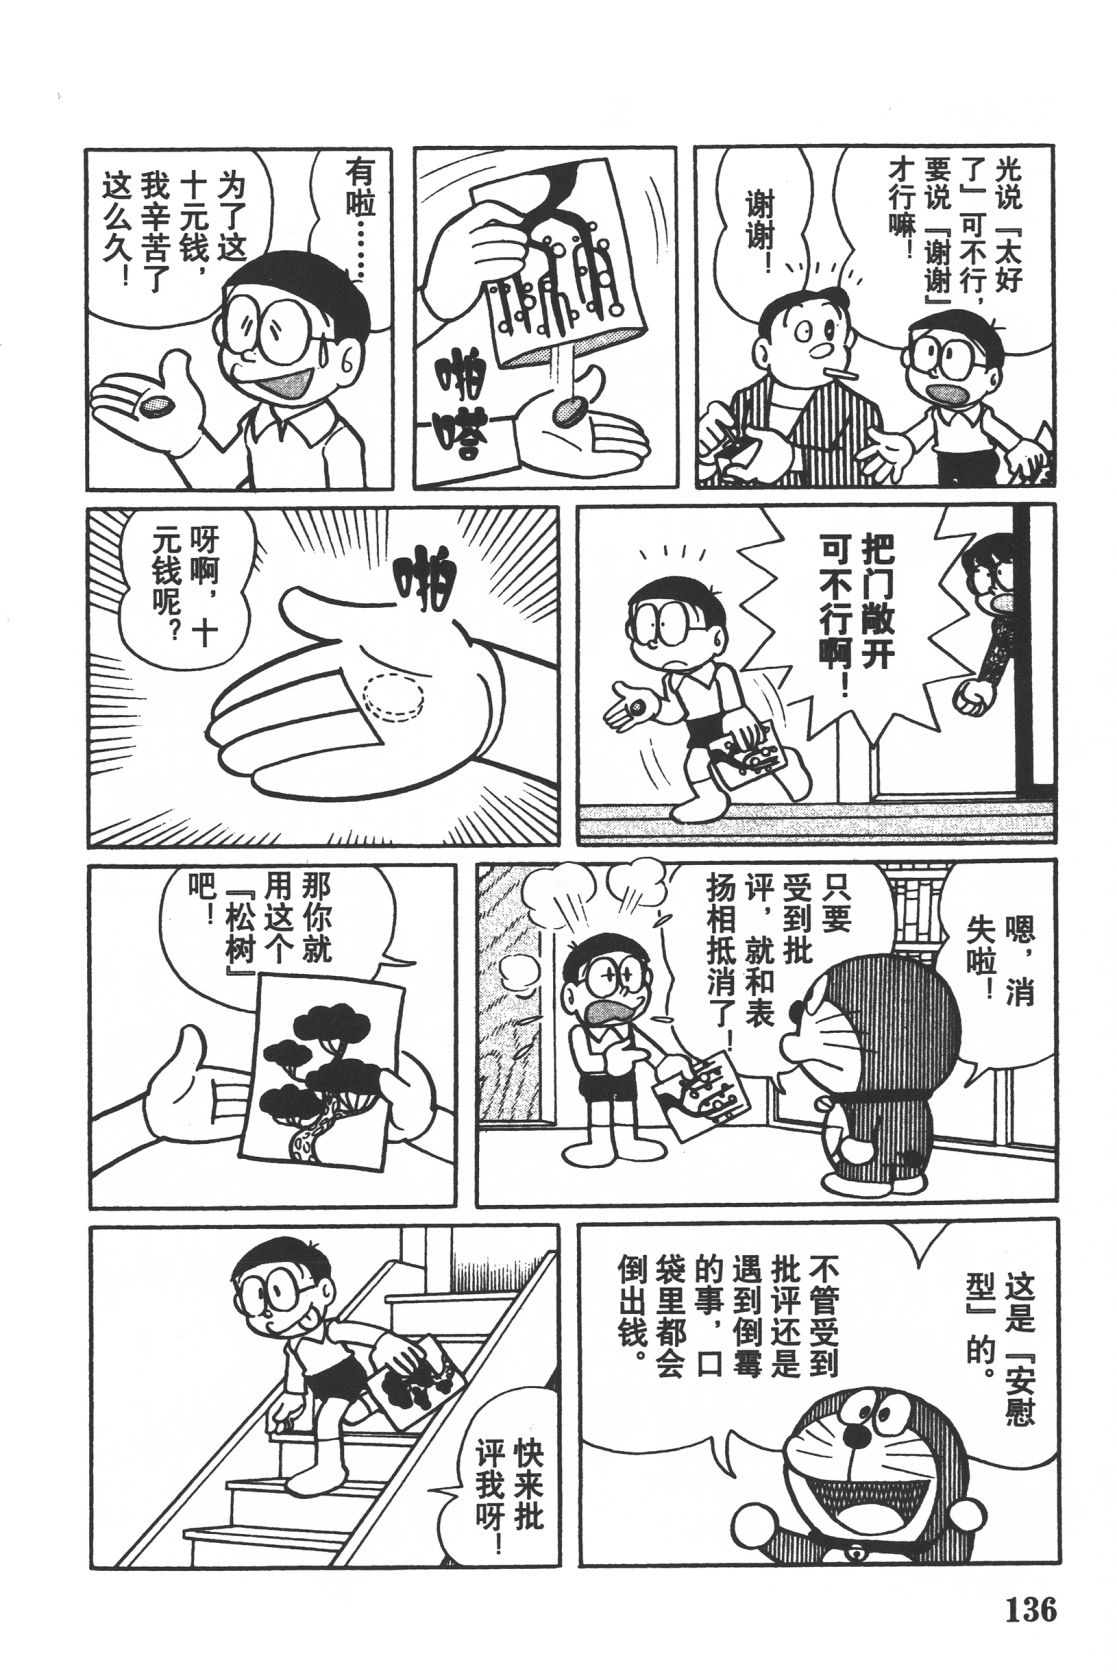 光说『太好
了』可不行，
要说『谢谢』
才行嘛！
谢
谢！
啪
嗒
有啦……
为了这
十元钱，
我辛苦了
这么久！
把门敞开
可不行啊！
啪
呀啊，十
元钱呢？
嗯，消
失啦！
只要
受到批
评，就和表
扬相抵消了！
那你就
用这个
『松树』
吧！
这是『安慰
型』的。
不管受到
批评还是
遇到倒霉
的事，口
袋里都会
倒出钱。
快来批
评我呀！
136